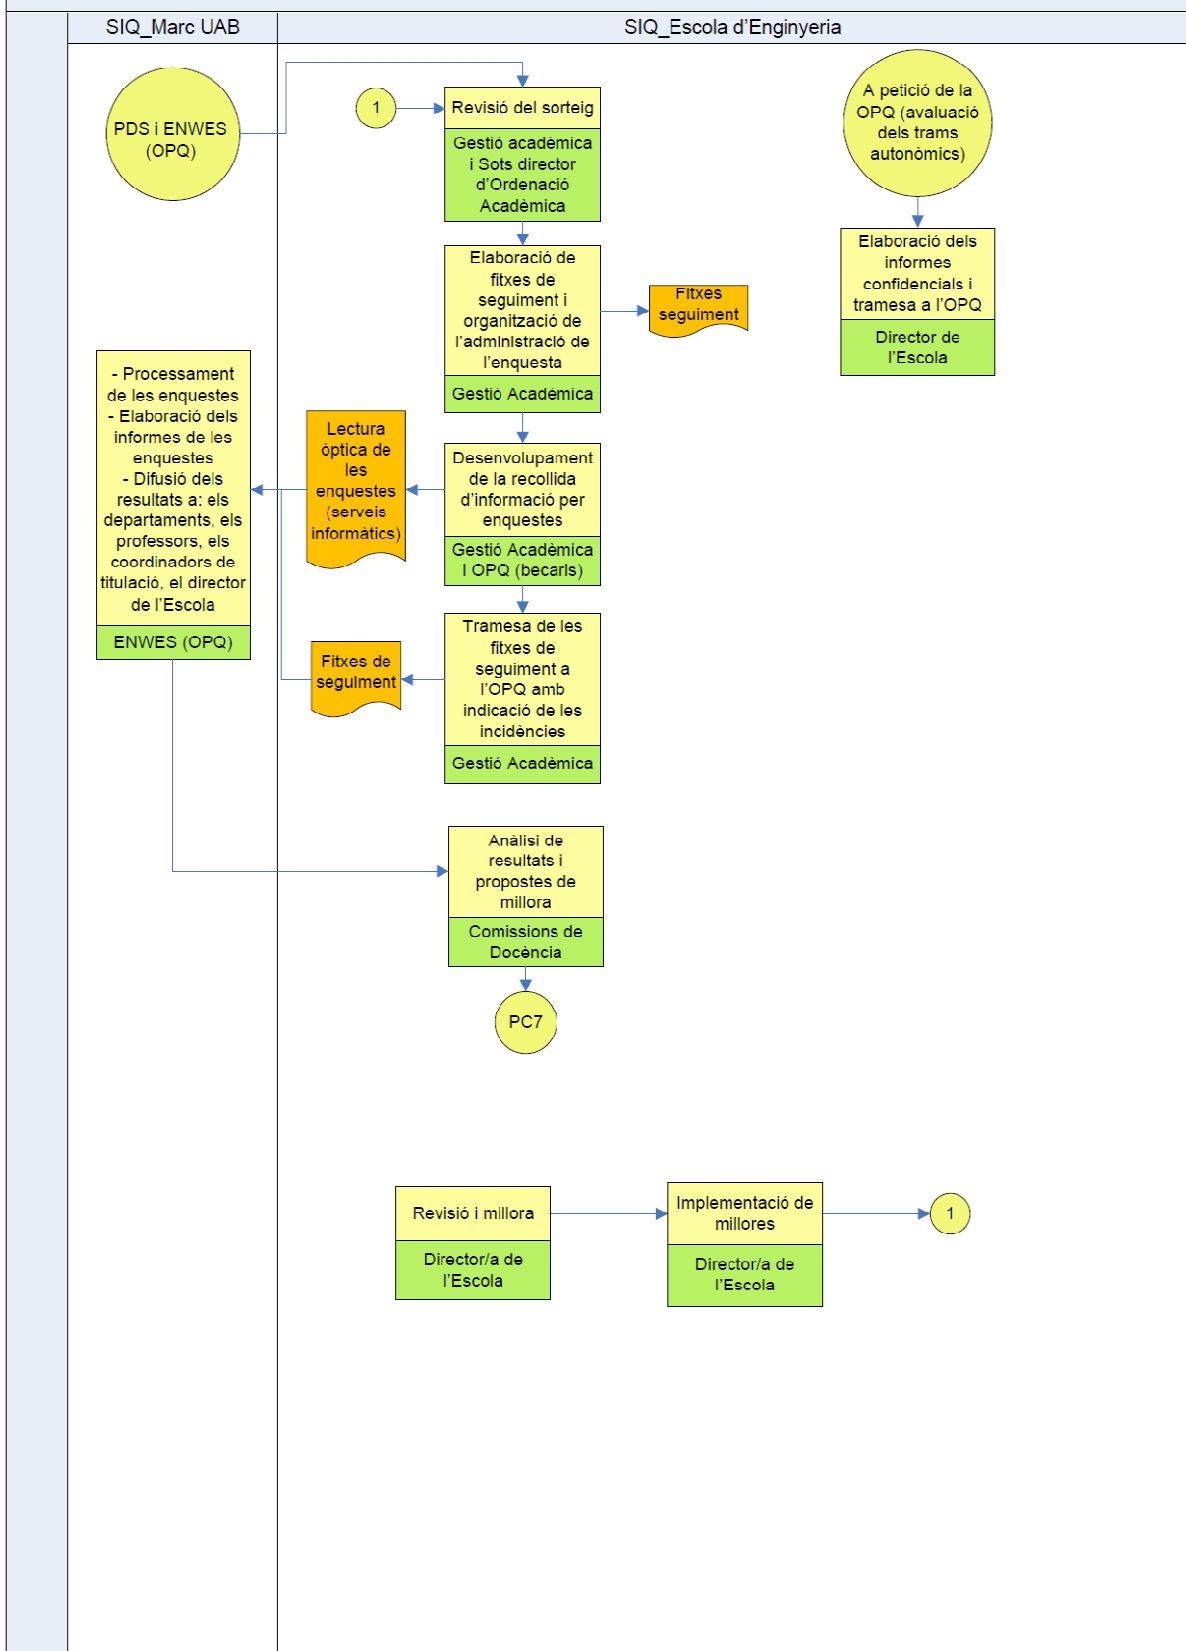 SIQ_Marc UAB
SIQ_Escola d'Enginyeria
PDS i ENWES
(OPQ)
1
Revisió del sorteig
Gestió acadèmica
i Sots director
d'Ordenació
Acadèmica
A petició de la
OPQ (avaluació
dels trams
autonòmics)
Elaboració de
fitxes de
seguiment i
organització de
l'administració de
l'enquesta
Gestió Acadèmica
Fitxes
seguiment
Elaboració dels
informes
confidencials i
tramesa a l'OPQ
Director de
l'Escola
- Processament
de les enquestes
- Elaboració dels
informes de les
enquestes
- Difusió dels
resultats a: els
departaments, els
professors, els
coordinadors de
titulació, el director
de l'Escola
ENWES (OPQ)
Lectura
òptica de
les
enquestes
(serveis
informàtics)
Desenvolupament
de la recollida
d'informació per
enquestes
Gestió Acadèmica
I OPQ (becaris)
Fitxes de
seguiment
Tramesa de les
fitxes de
seguiment a
l'OPQ amb
indicació de les
incidències
Gestió Acadèmica
Anàlisi de
resultats i
propostes de
millora
Comissions de
Docència
PC7
Revisió i millora
Director/a de
l'Escola
Implementació de
millores
Director/a de
l'Escola
1